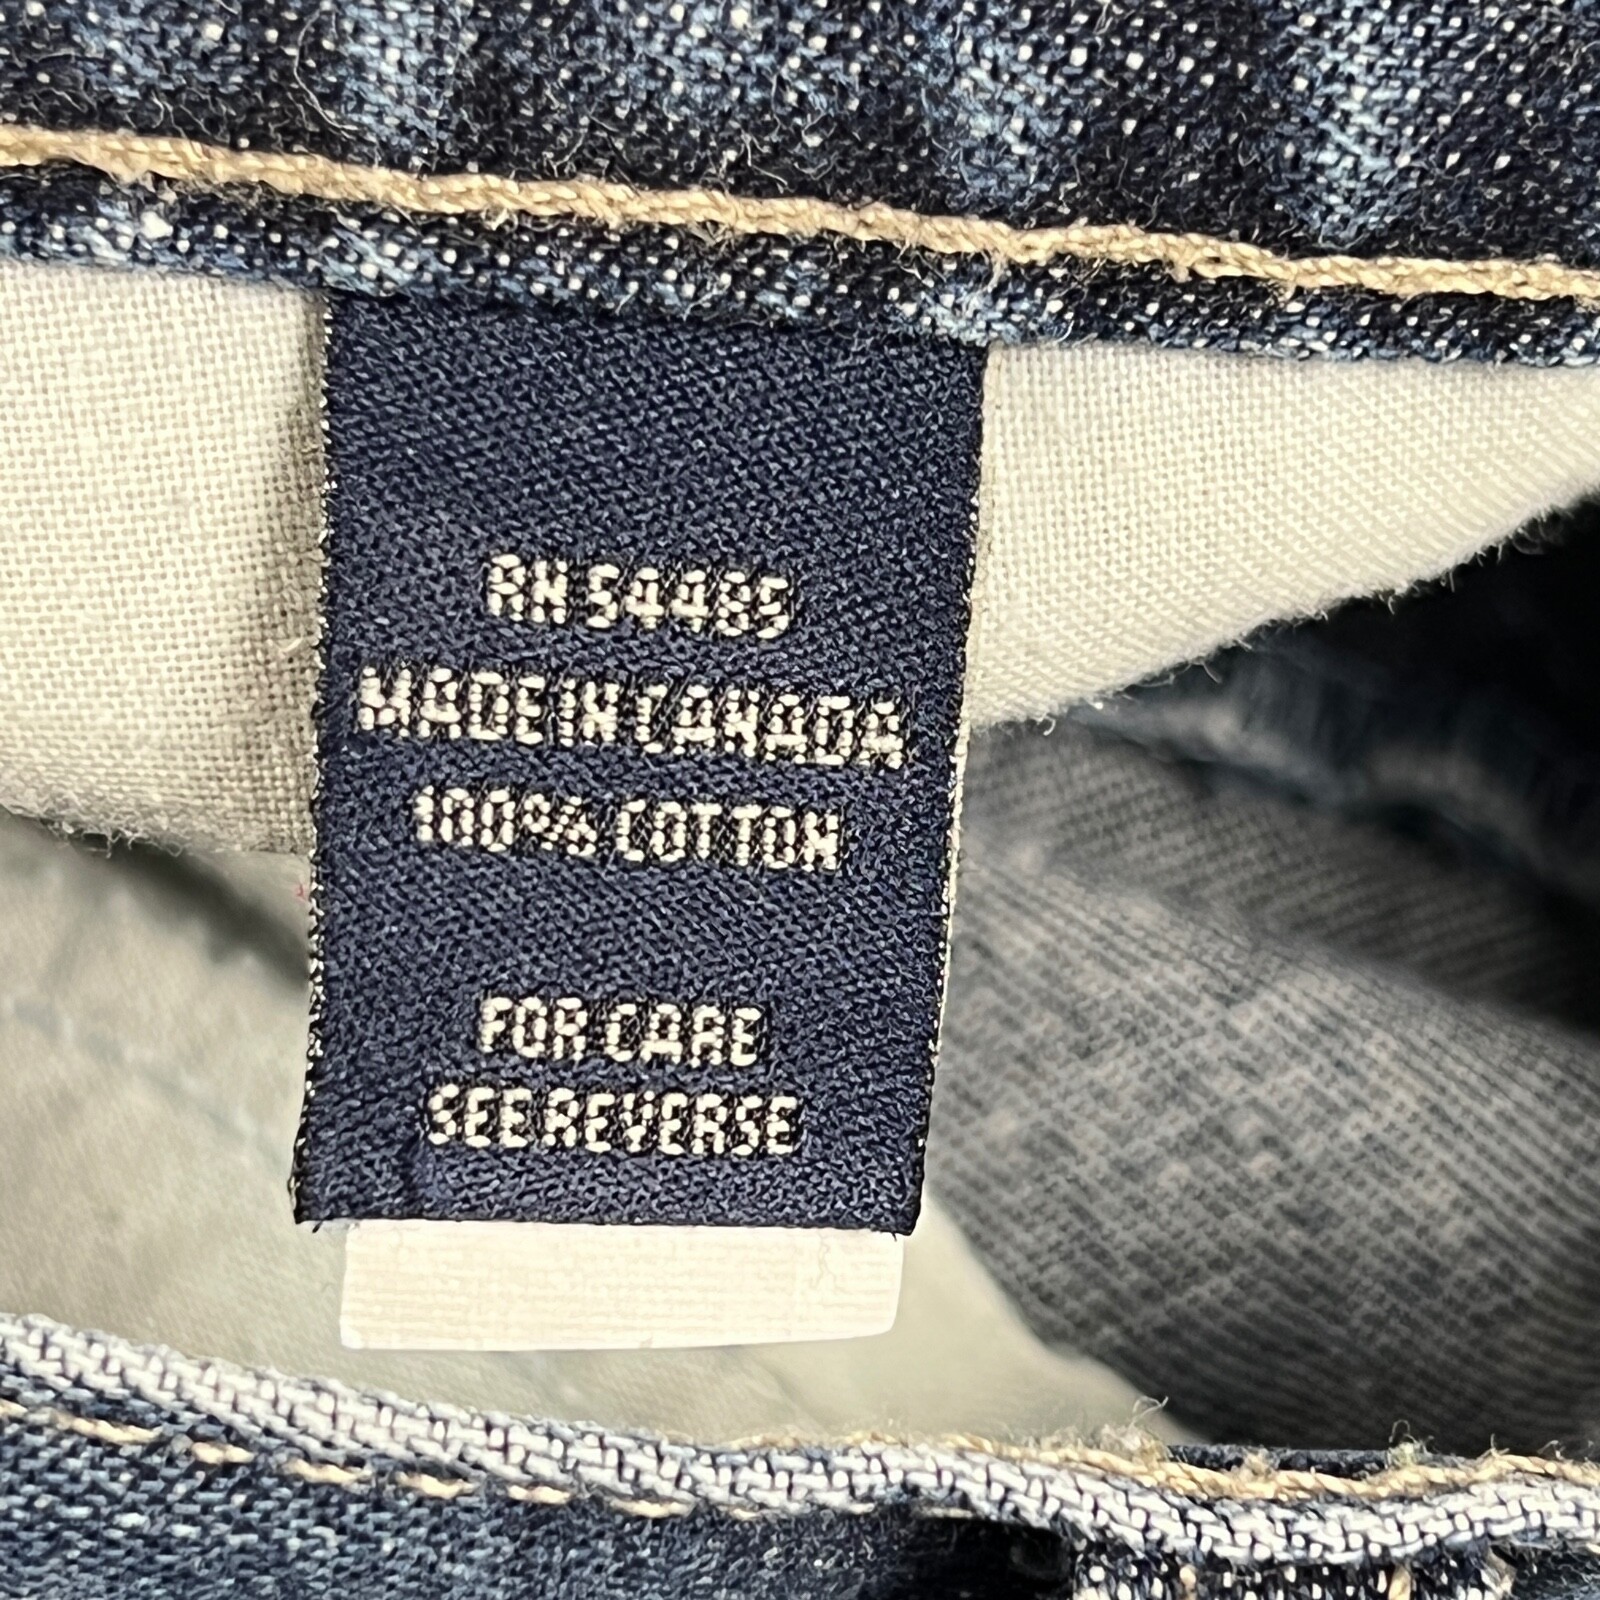 RN 54485
MADE IN CANADA
100% COTTON
FOR CARE
SEE REVERSE